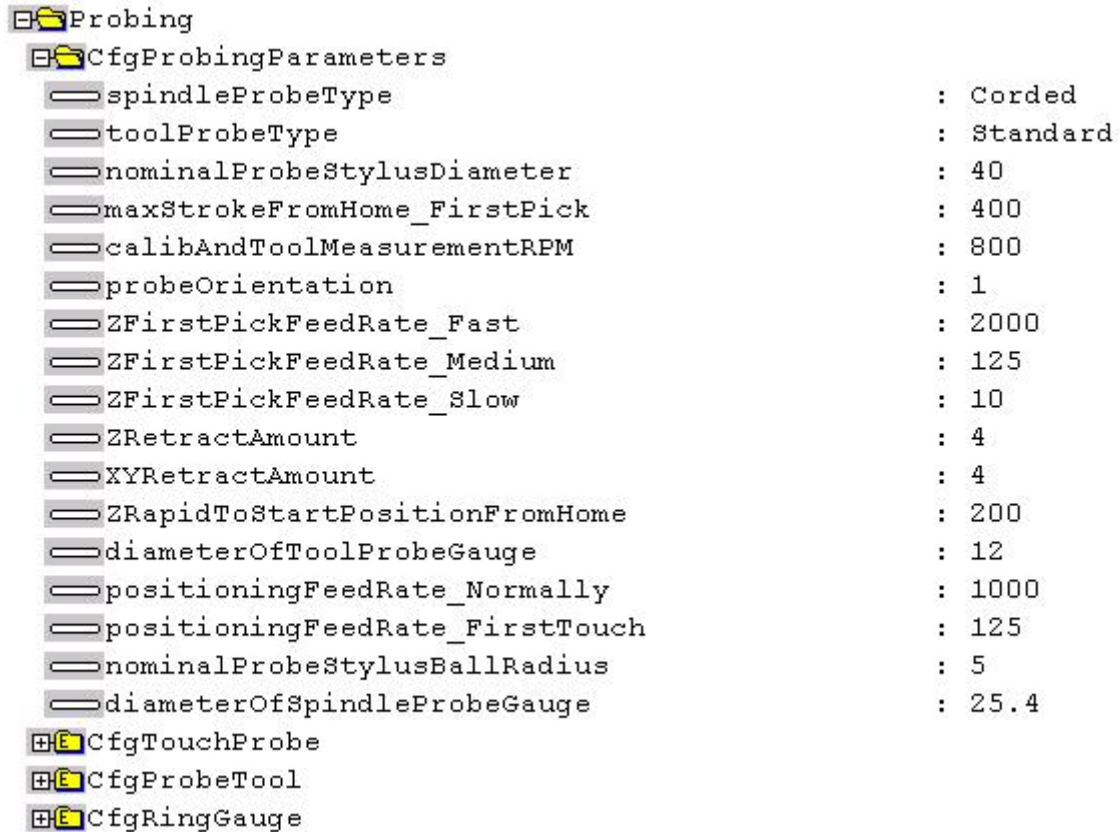 Probing
CfgProbingParameters
spindleProbeType : Corded
toolProbeType : Standard
nominalProbeStylusDiameter : 40
maxStrokeFromHome_FirstPick : 400
calibAndToolMeasurementRPM : 800
probeOrientation : 1
ZFirstPickFeedRate_Fast : 2000
ZFirstPickFeedRate_Medium : 125
ZFirstPickFeedRate_Slow : 10
ZRetractAmount : 4
XYRetractAmount : 4
ZRapidToStartPositionFromHome : 200
diameterOfToolProbeGauge : 12
positioningFeedRate_Normally : 1000
positioningFeedRate_FirstTouch : 125
nominalProbeStylusBallRadius : 5
diameterOfSpindleProbeGauge : 25.4
E CfgTouchProbe
E CfgProbeTool
E CfgRingGauge